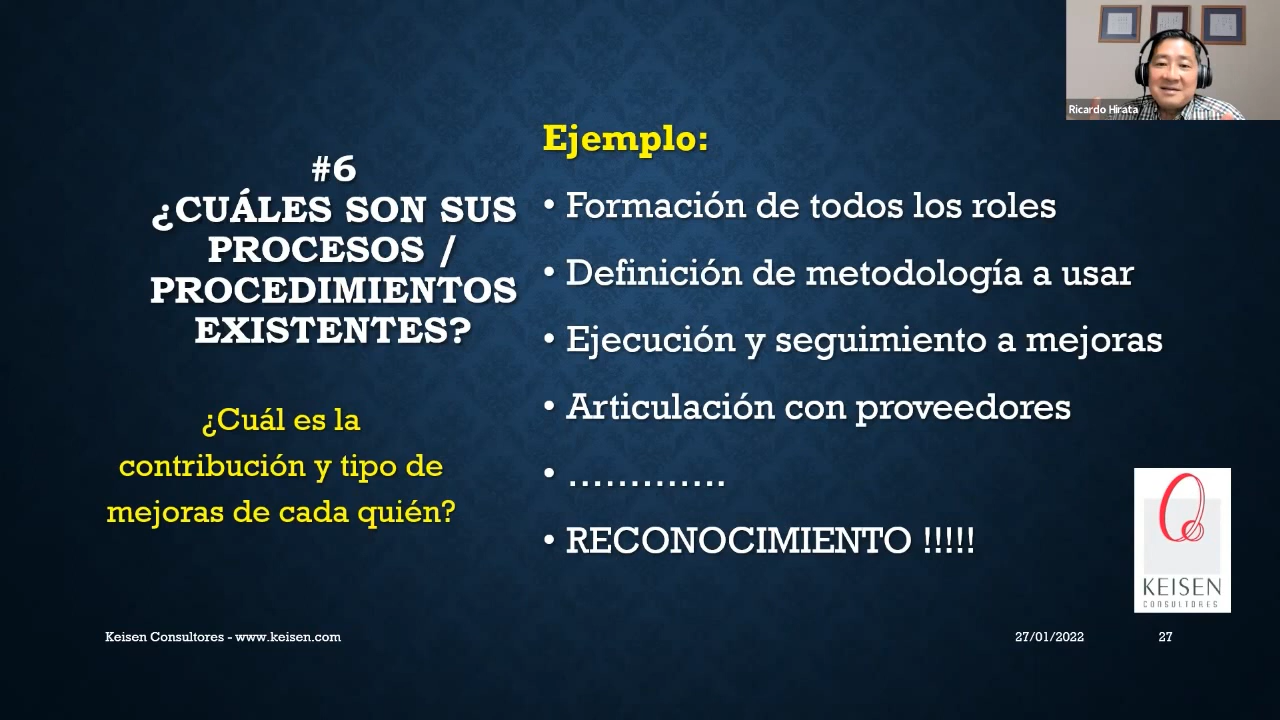 #6
¿CUÁLES SON SUS
PROCESOS /
PROCEDIMIENTOS
EXISTENTES?
¿Cuál es la
contribución y tipo de
mejoras de cada quién?
Ejemplo:
• Formación de todos los roles
• Definición de metodología a usar
• Ejecución y seguimiento a mejoras
• Articulación con proveedores
• .............
• RECONOCIMIENTO !!!!!
Ricardo Hirata
KEISEN
CONSULTORES
Keisen Consultores - www.keisen.com
27/01/2022
27